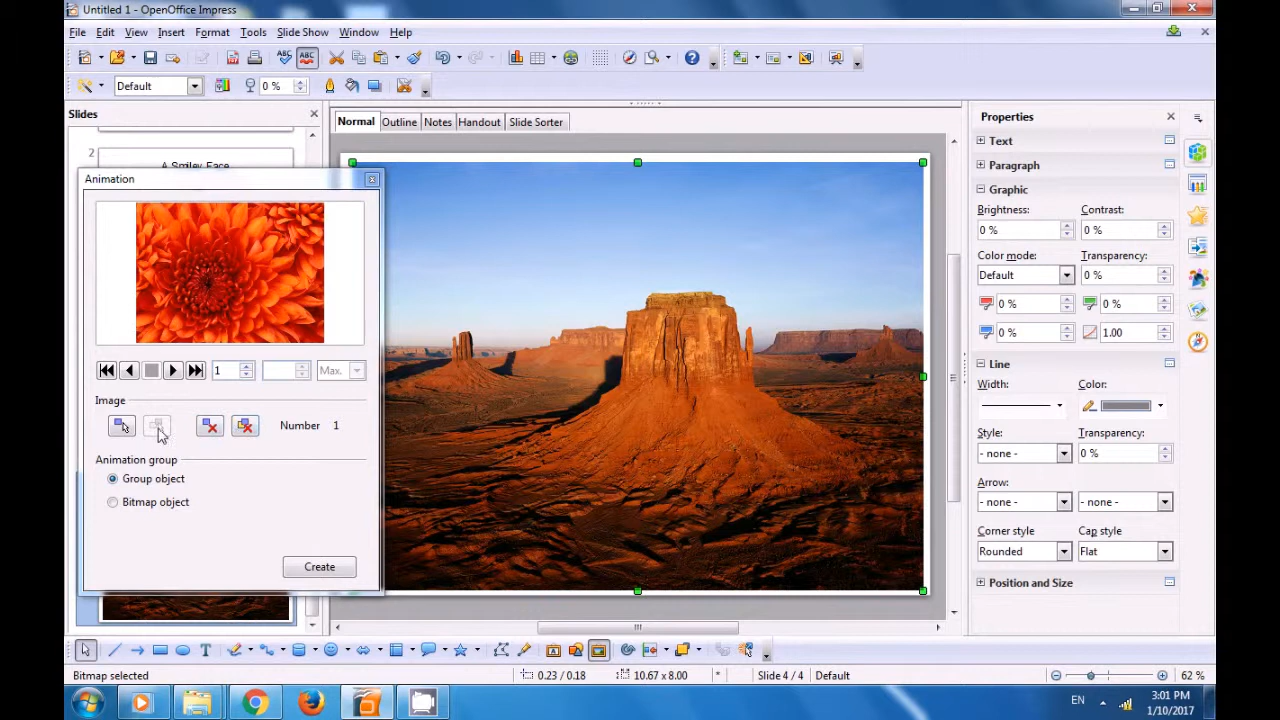 Untitled 1 - OpenOffice Impress
File Edit View Insert Format Tools Slide Show Window Help
Default 0 %
Slides
Normal Outline Notes Handout Slide Sorter
2
A Smiley Face
Animation
1 Max.
Image
Number 1
Animation group
Group object
Bitmap object
Create
Properties
Text
Paragraph
Graphic
Brightness: Contrast:
0 % 0 %
Color mode: Transparency:
Default 0 %
0 % 0 %
0 % 1.00
Line
Width: Color:
Style: Transparency:
- none - 0 %
Arrow:
- none - - none -
Corner style Cap style
Rounded Flat
Position and Size
Bitmap selected 0.23 / 0.18 10.67 x 8.00 * Slide 4 / 4 Default 62 %
EN 3:01 PM
1/10/2017